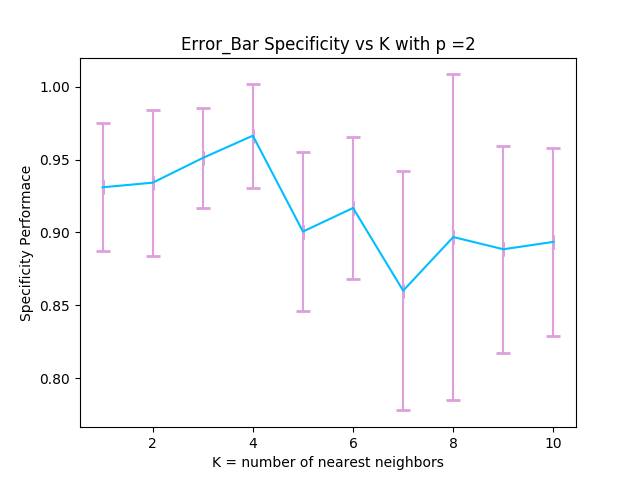 Error_Bar Specificity vs K with p =2
1.00
0.95
0.90
0.85
0.80
Specificity Performace
2 4 6 8 10
K = number of nearest neighbors